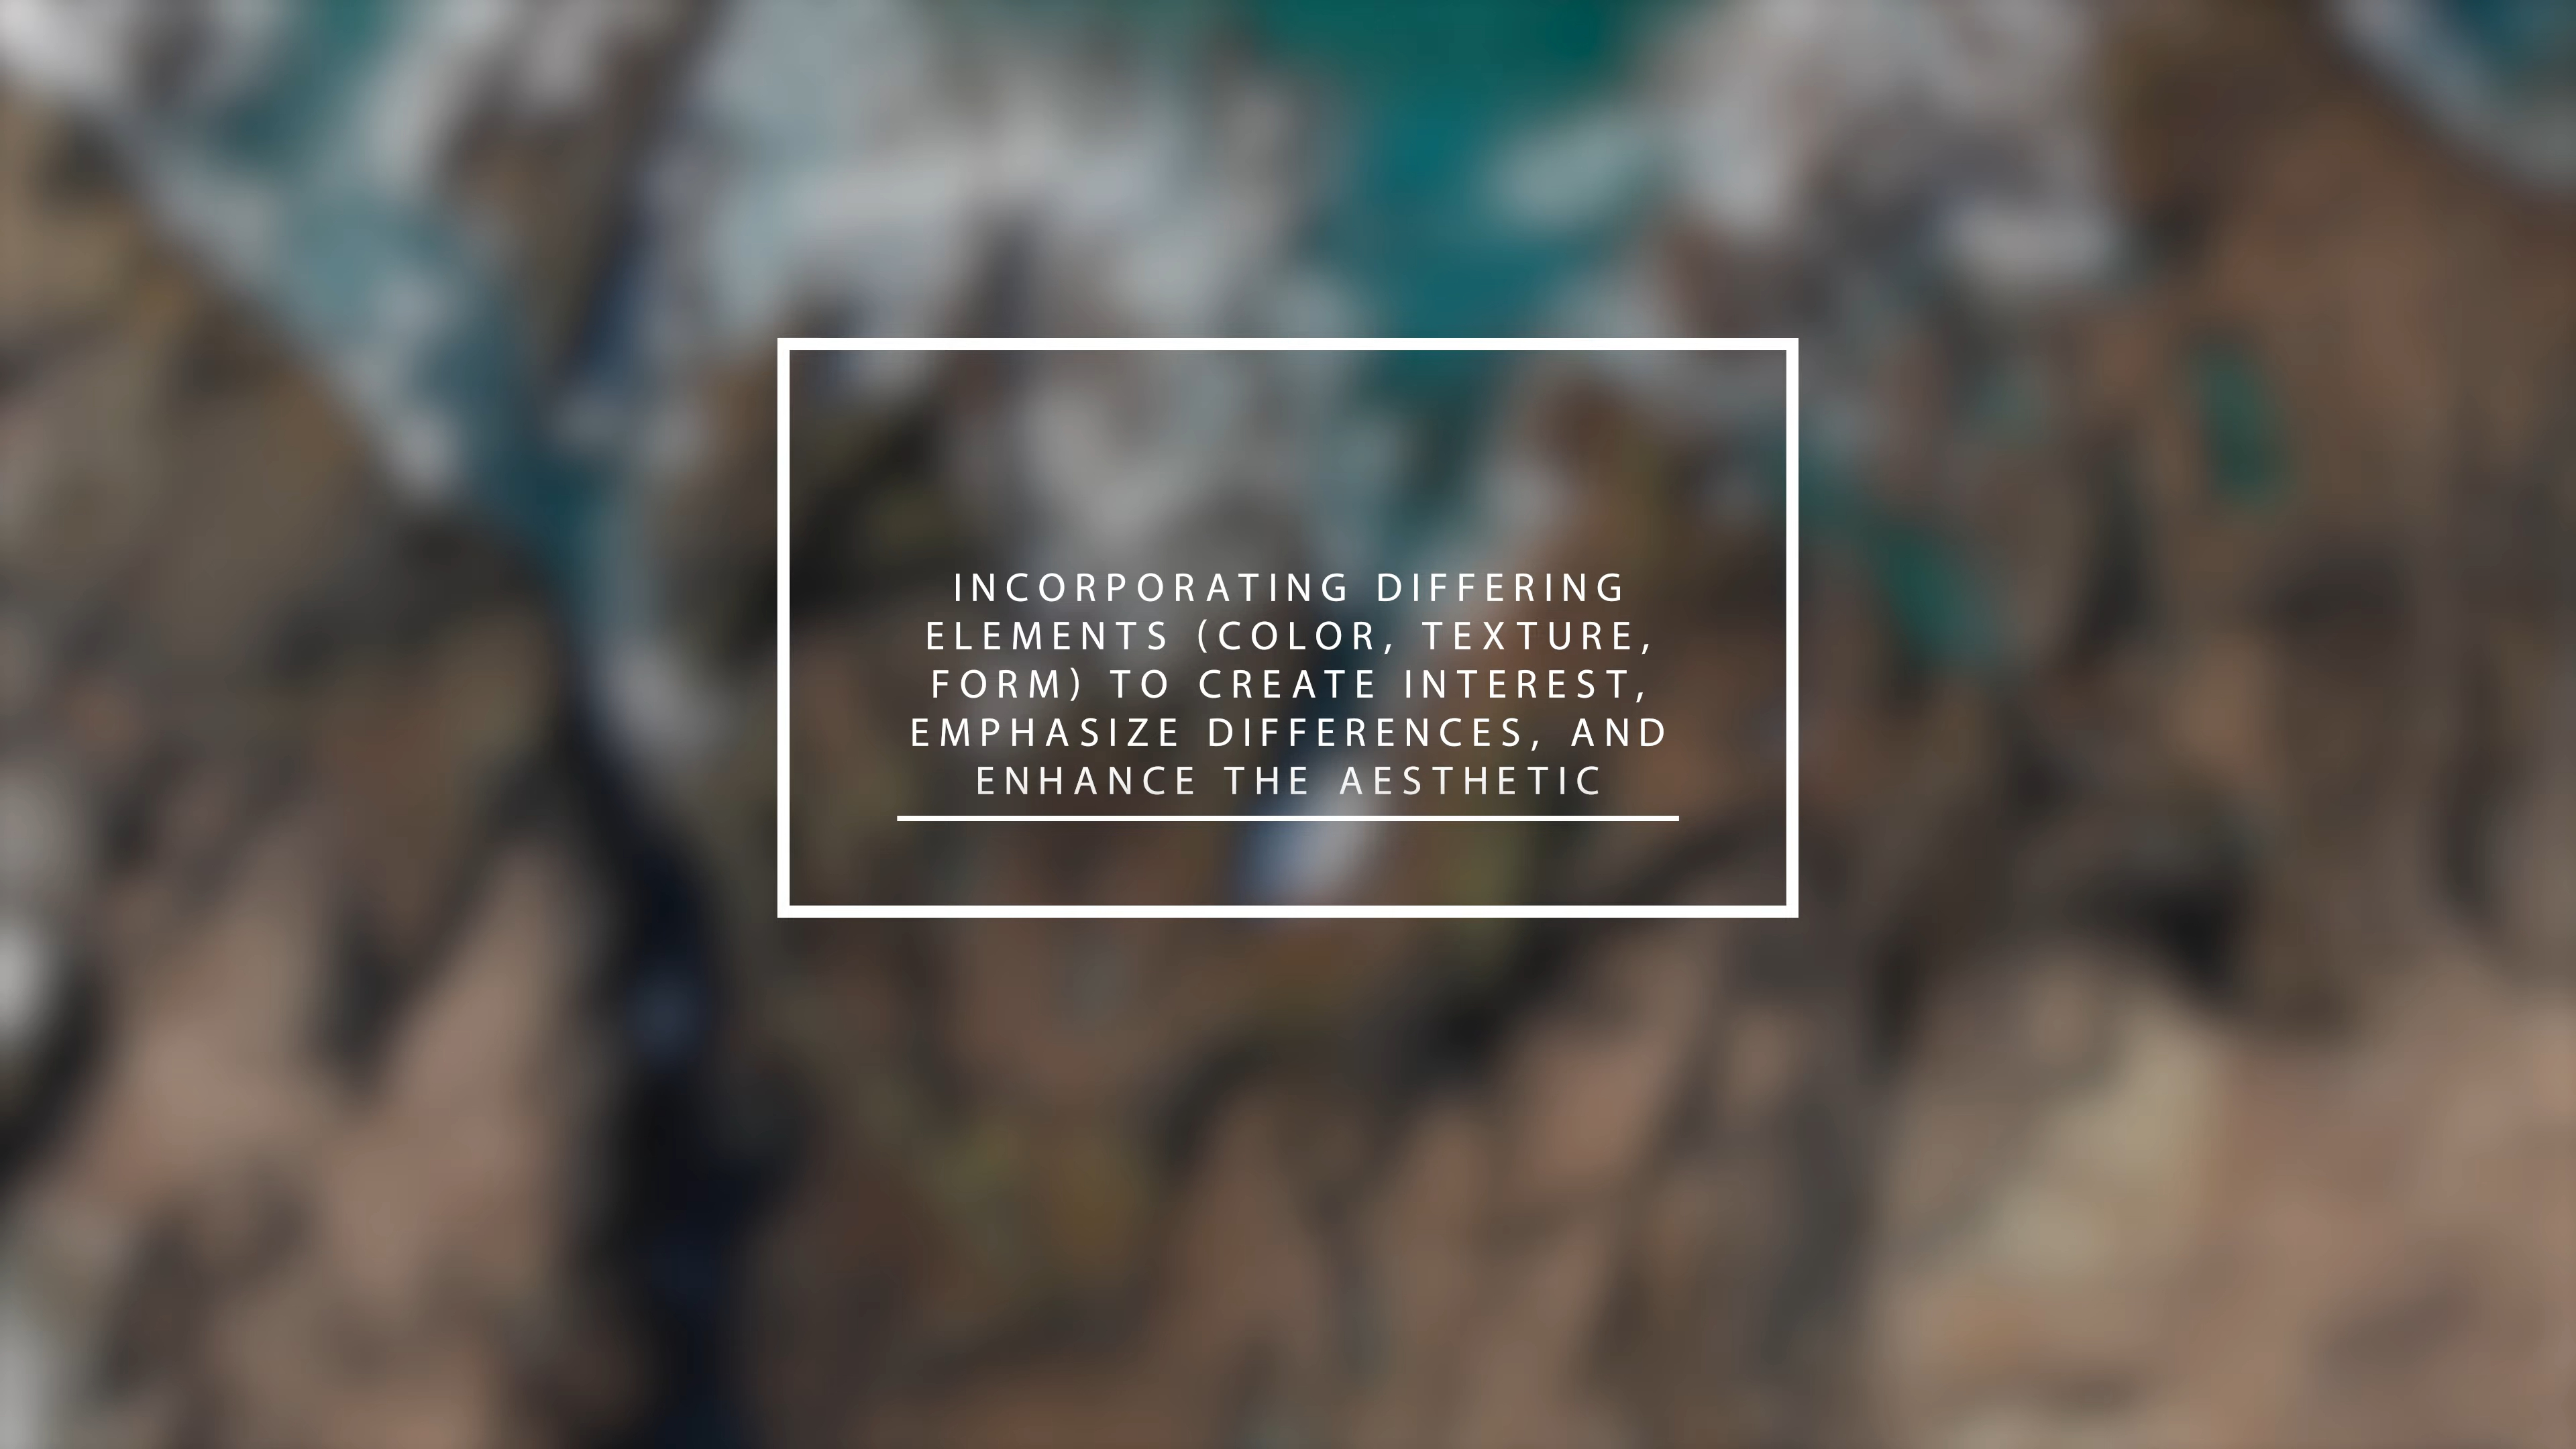 INCORPORATING DIFFERING
ELEMENTS (COLOR, TEXTURE,
FORM) TO CREATE INTEREST,
EMPHASIZE DIFFERENCES, AND
ENHANCE THE AESTHETIC